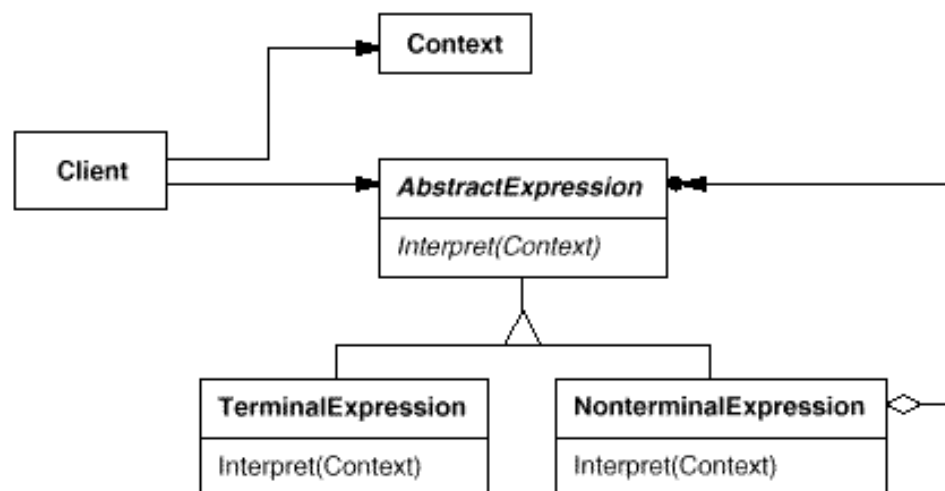 Context
Client
AbstractExpression
Interpret(Context)
TerminalExpression
Interpret(Context)
NonterminalExpression
Interpret(Context)